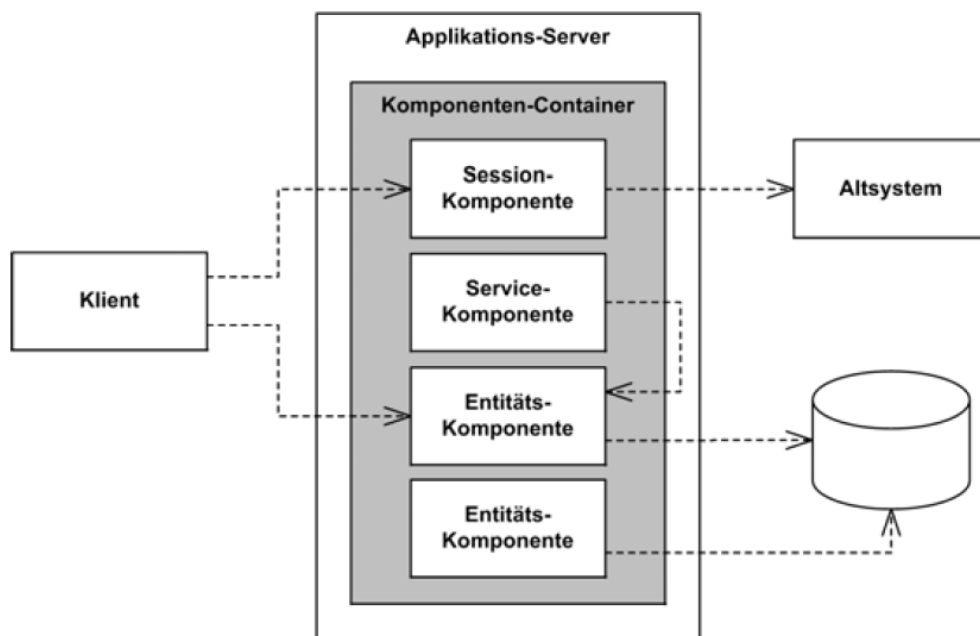 Applikations-Server
Komponenten-Container
Session-
Komponente
Altsystem
Service-
Komponente
Klient
Entitäts-
Komponente
Entitäts-
Komponente